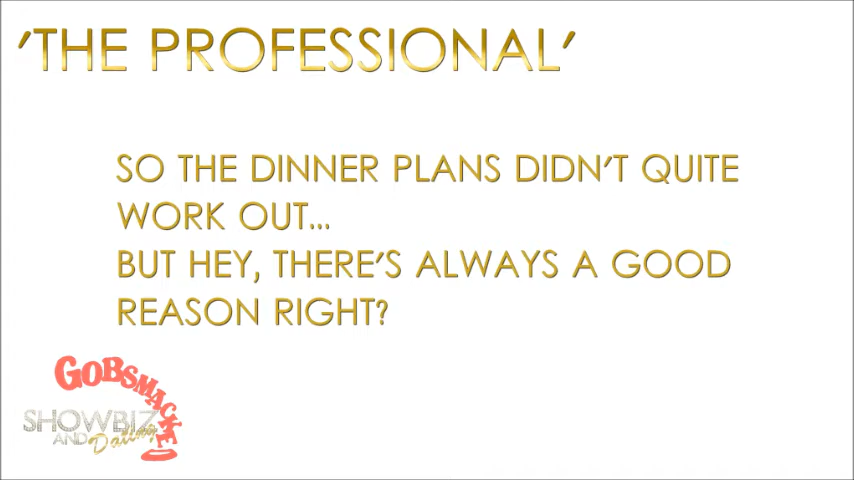 'THE PROFESSIONAL'
SO THE DINNER PLANS DIDN'T QUITE
WORK OUT...
BUT HEY, THERE'S ALWAYS A GOOD
REASON RIGHT?
GOBSMACKED
SHOWBIZ
AND Dating